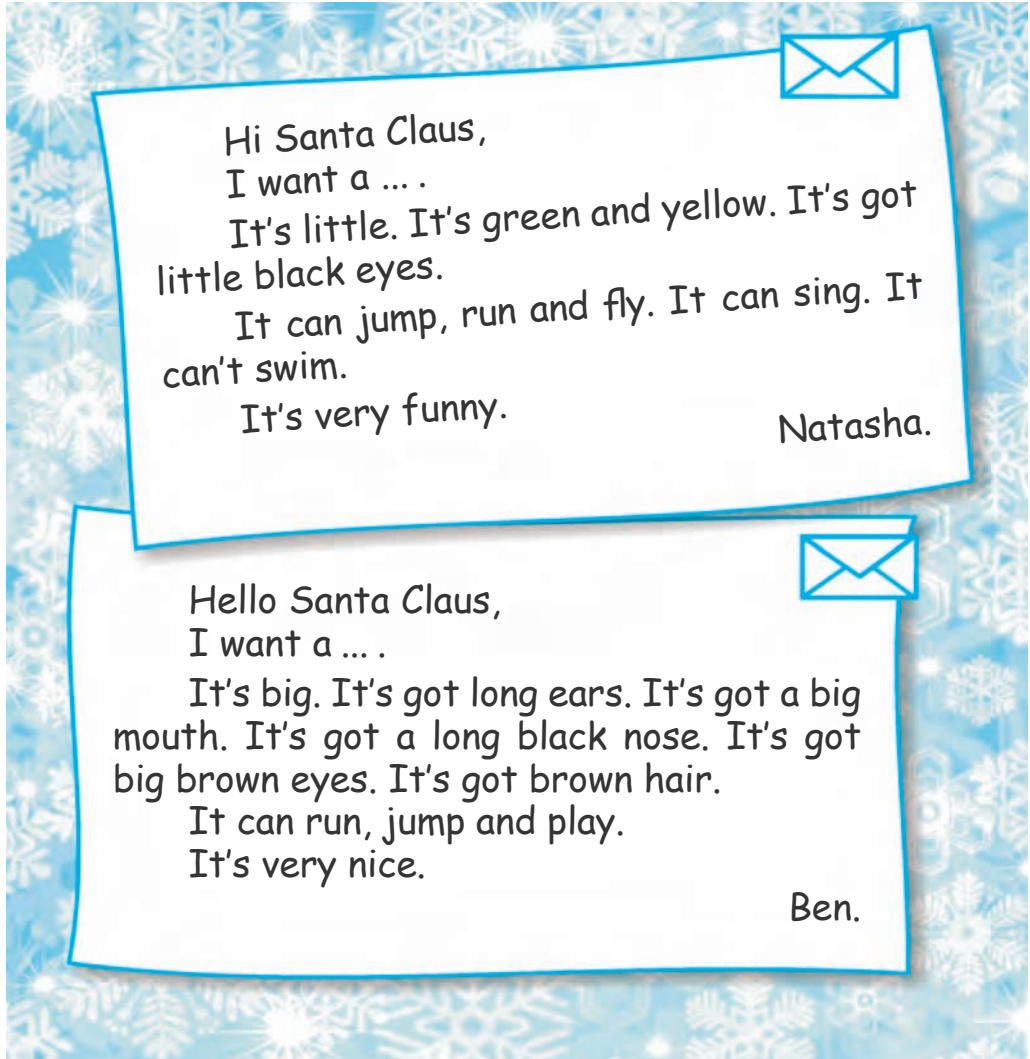 Hi Santa Claus,
I want a ... .
It's little. It's green and yellow. It's got
little black eyes.
It can jump, run and fly. It can sing. It
can't swim.
It's very funny.
Natasha.
Hello Santa Claus,
I want a ... .
It's big. It's got long ears. It's got a big
mouth. It's got a long black nose. It's got
big brown eyes. It's got brown hair.
It can run, jump and play.
It's very nice.
Ben.